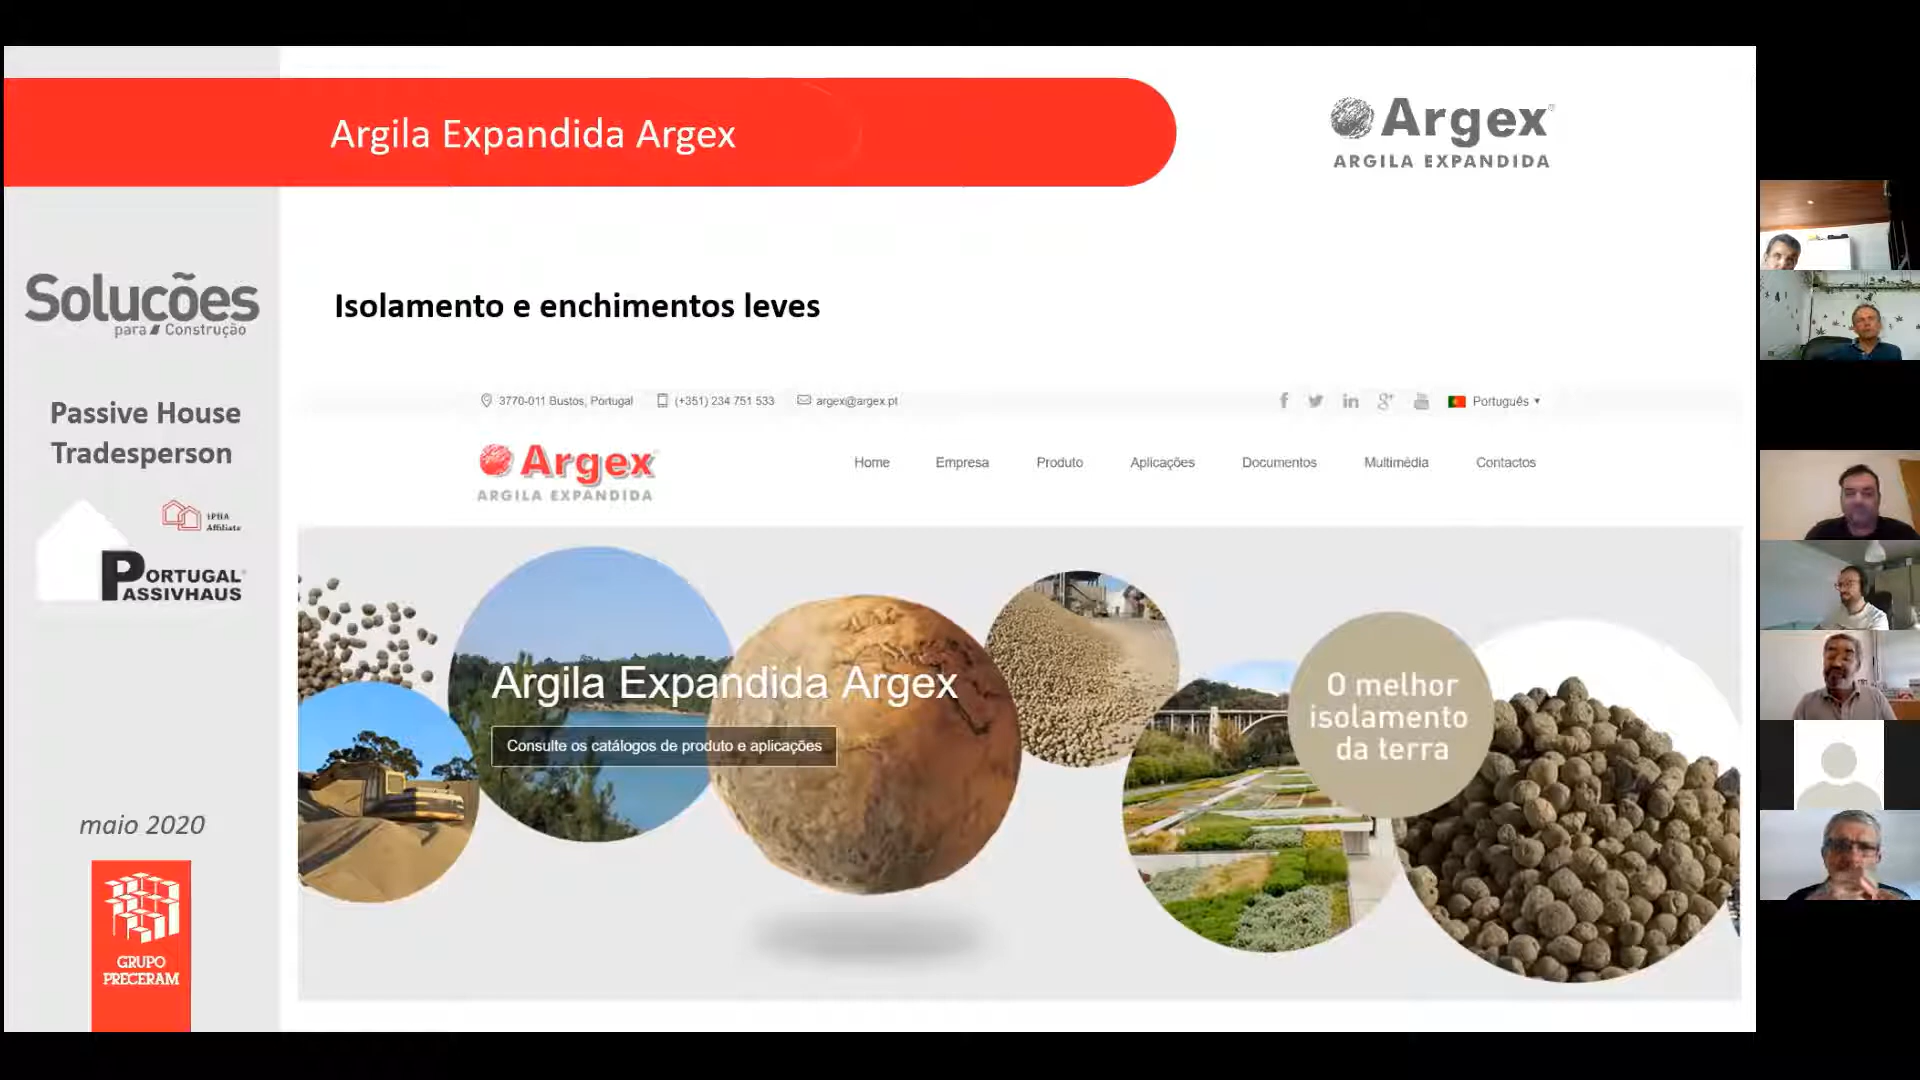 Argila Expandida Argex
Argex
ARGILA EXPANDIDA
Soluções
para Construção
Passive House
Tradesperson
iPHA
Affiliate
PORTUGAL
PASSIVHAUS
maio 2020
GRUPO
PRECERAM
Isolamento e enchimentos leves
3770-011 Bustos, Portugal (+351) 234 751 533 argex@argex.pt
Português
Argex
ARGILA EXPANDIDA
Home Empresa Produto Aplicações Documentos Multimédia Contactos
Argila Expandida Argex
Consulte os catálogos de produto e aplicações
O melhor
isolamento
da terra